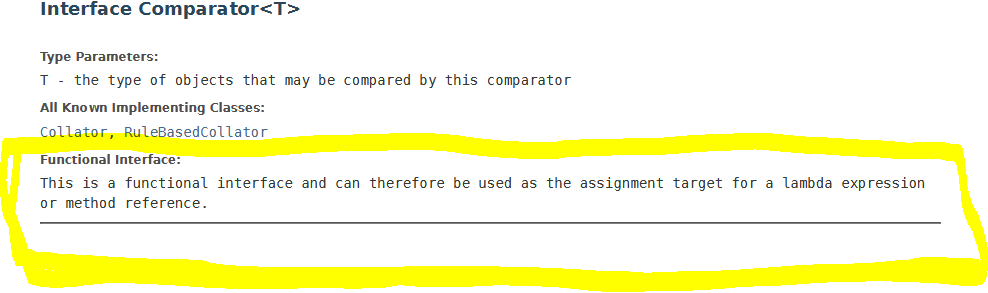 Interface Comparator<T>
Type Parameters:
T - the type of objects that may be compared by this comparator
All Known Implementing Classes:
Collator, RuleBasedCollator
Functional Interface:
This is a functional interface and can therefore be used as the assignment target for a lambda expression
or method reference.